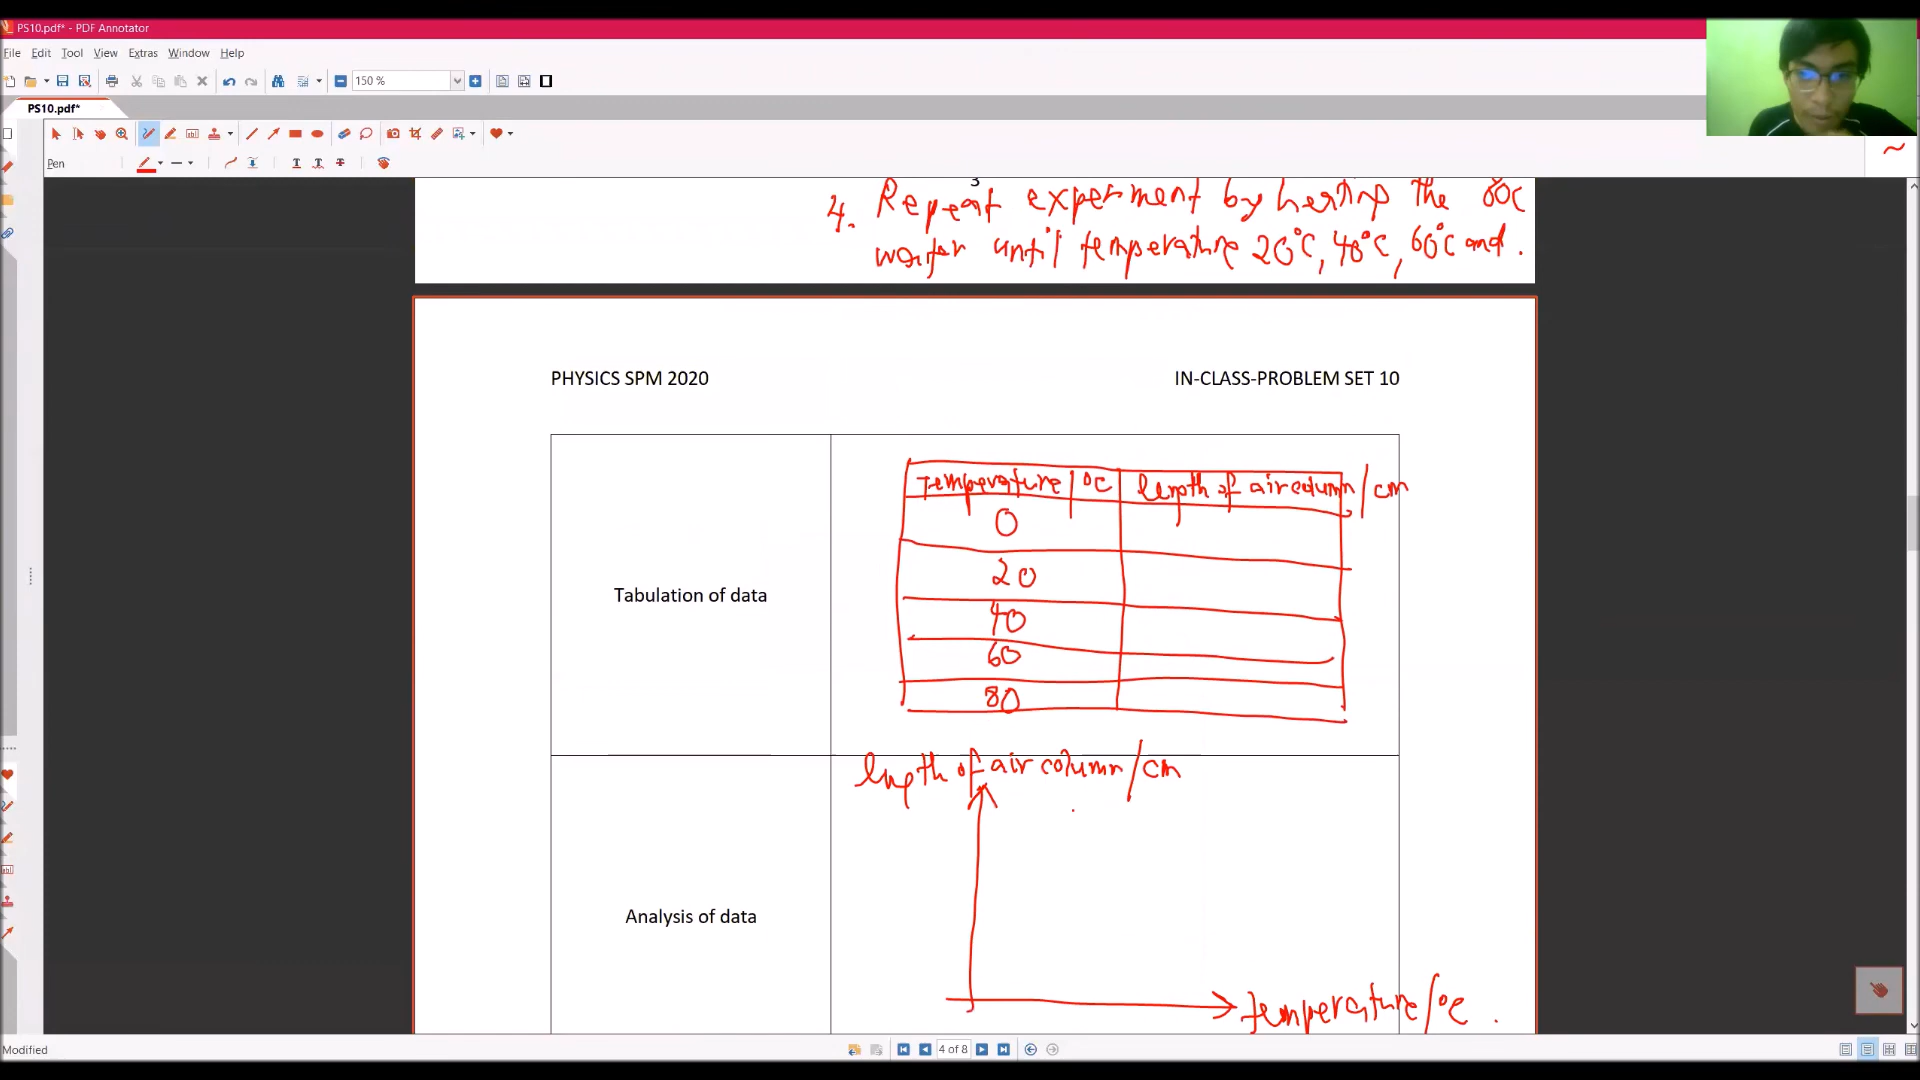 PS10.pdf* - PDF Annotator
File Edit Tool View Extras Window Help
150 %
PS10.pdf*
Pen
3
4. Repeat experiment by heating the 80c
water until temperature 20°C, 40°C, 60°C and .
PHYSICS SPM 2020
IN-CLASS-PROBLEM SET 10
Temperature / °C
length of air column / cm
0
20
40
60
80
Tabulation of data
length of air column / cm
Analysis of data
Temperature / °C .
Modified
4 of 8